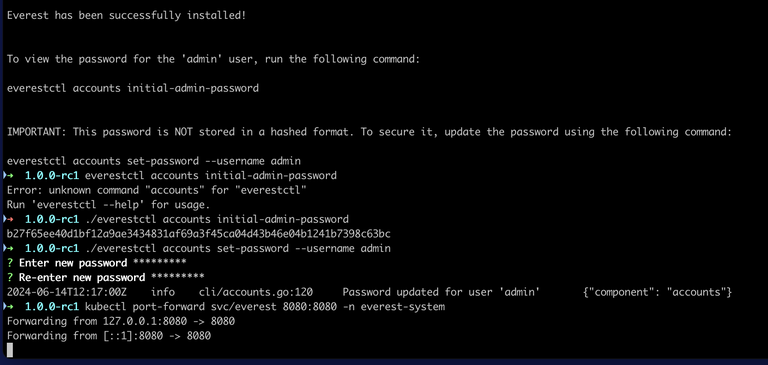 Everest has been successfully installed!
To view the password for the 'admin' user, run the following command:
everestctl accounts initial-admin-password
IMPORTANT: This password is NOT stored in a hashed format. To secure it, update the password using the following command:
everestctl accounts set-password --username admin
➜ 1.0.0-rc1 everestctl accounts initial-admin-password
Error: unknown command "accounts" for "everestctl"
Run 'everestctl --help' for usage.
➜ 1.0.0-rc1 ./everestctl accounts initial-admin-password
b27f65ee40d1bf12a9ae3434831af69a3f45ca04d43b46e04b1241b7398c63bc
➜ 1.0.0-rc1 ./everestctl accounts set-password --username admin
? Enter new password *********
? Re-enter new password *********
2024-06-14T12:17:00Z info cli/accounts.go:120 Password updated for user 'admin' {"component": "accounts"}
➜ 1.0.0-rc1 kubectl port-forward svc/everest 8080:8080 -n everest-system
Forwarding from 127.0.0.1:8080 -> 8080
Forwarding from [::1]:8080 -> 8080